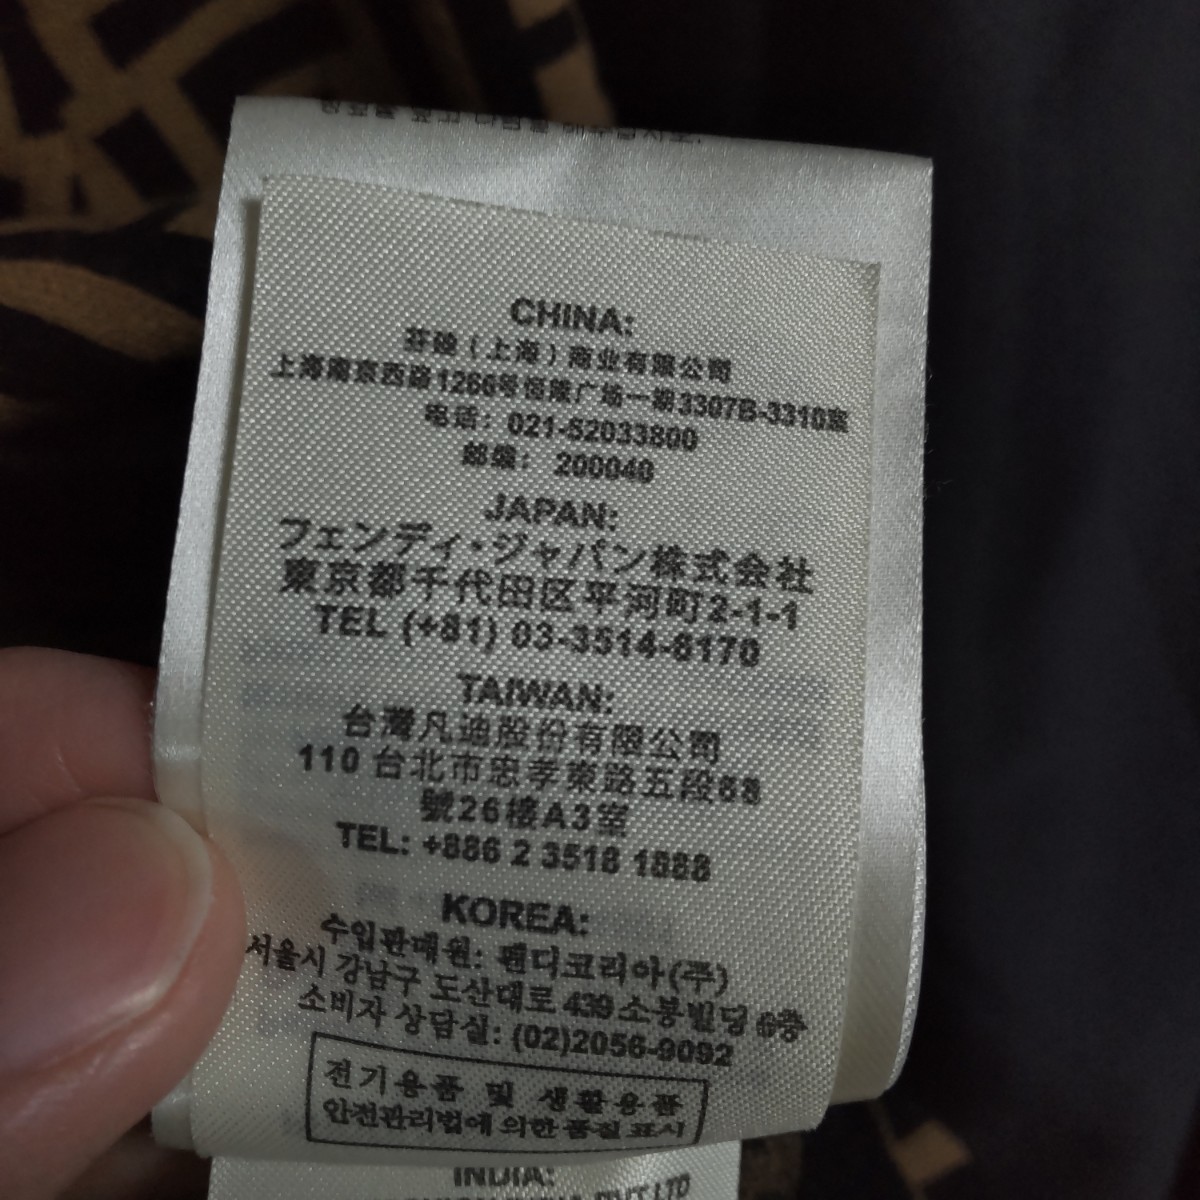 CHINA:
芬迪（上海）商业有限公司
上海南京西路1266号恒隆广场一期3307B-3310室
电话：021-52033800
邮编：200040
JAPAN:
フェンディ・ジャパン株式会社
東京都千代田区平河町2-1-1
TEL (+81) 03-3514-6170
TAIWAN:
台灣凡迪股份有限公司
110 台北市忠孝東路五段68
號26樓A3室
TEL: +886 2 3518 1888
KOREA:
수입판매원: 펜디코리아(주)
서울시 강남구 도산대로 439 소봉빌딩 6층
소비자 상담실: (02)2056-9092
전기용품 및 생활용품
안전관리법에 의한 품질 표시
INDIA:
PVT LTD